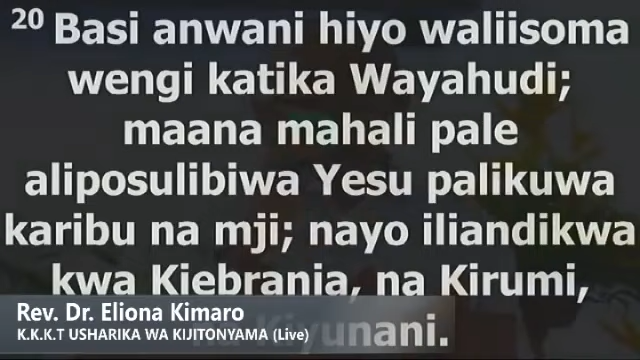 20 Basi anwani hiyo waliisoma
wengi katika Wayahudi;
maana mahali pale
aliposulibiwa Yesu palikuwa
karibu na mji; nayo iliandikwa
kwa Kiebrania, na Kirumi,
na Kiyunani.
Rev. Dr. Eliona Kimaro
K.K.K.T USHARIKA WA KIJITONYAMA (Live)